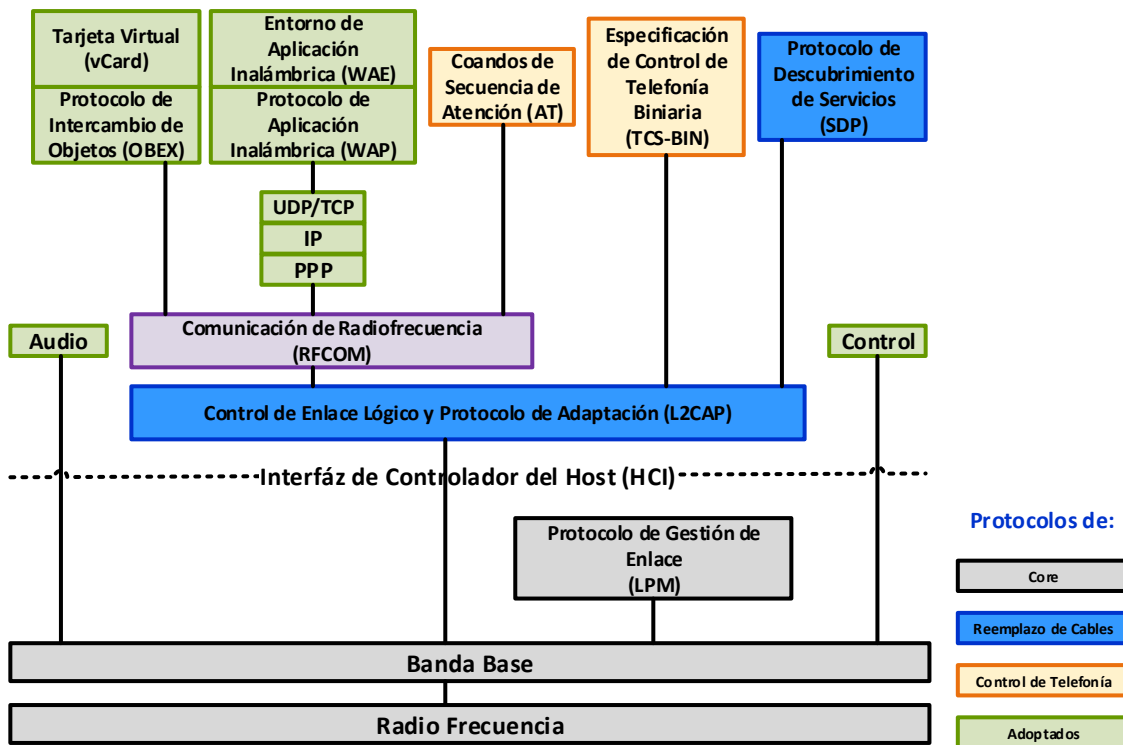 Tarjeta Virtual
(vCard)
Protocolo de
Intercambio de
Objetos (OBEX)
Entorno de
Aplicación
Inalámbrica (WAE)
Protocolo de
Aplicación
Inalámbrica (WAP)
UDP/TCP
IP
PPP
Coandos de
Secuencia de
Atención (AT)
Especificación
de Control de
Telefonía
Biniaria
(TCS-BIN)
Protocolo de
Descubrimiento
de Servicios
(SDP)
Audio
Comunicación de Radiofrecuencia
(RFCOM)
Control
Control de Enlace Lógico y Protocolo de Adaptación (L2CAP)
Interfáz de Controlador del Host (HCI)
Protocolo de Gestión de
Enlace
(LPM)
Banda Base
Radio Frecuencia
Protocolos de:
Core
Reemplazo de Cables
Control de Telefonía
Adoptados